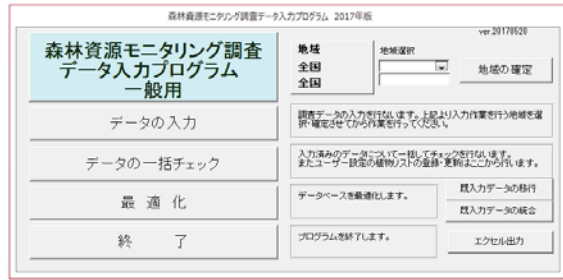 森林資源モニタリング調査データ入力プログラム 2017年版
ver.20170520
森林資源モニタリング調査
データ入力プログラム
一般用
地域
全国
全国
地域選択
地域の確定
データの入力
調査データの入力を行ないます。上記より入力作業を行う地域を選
択・確定させてから作業を行ってください。
データの一括チェック
入力済みのデータについて一括してチェックを行ないます。
またユーザー設定の植物リストの登録・更新はここから行います。
最 適 化
データベースを最適化します。
既入力データの移行
既入力データの統合
終 了
プログラムを終了します。
エクセル出力